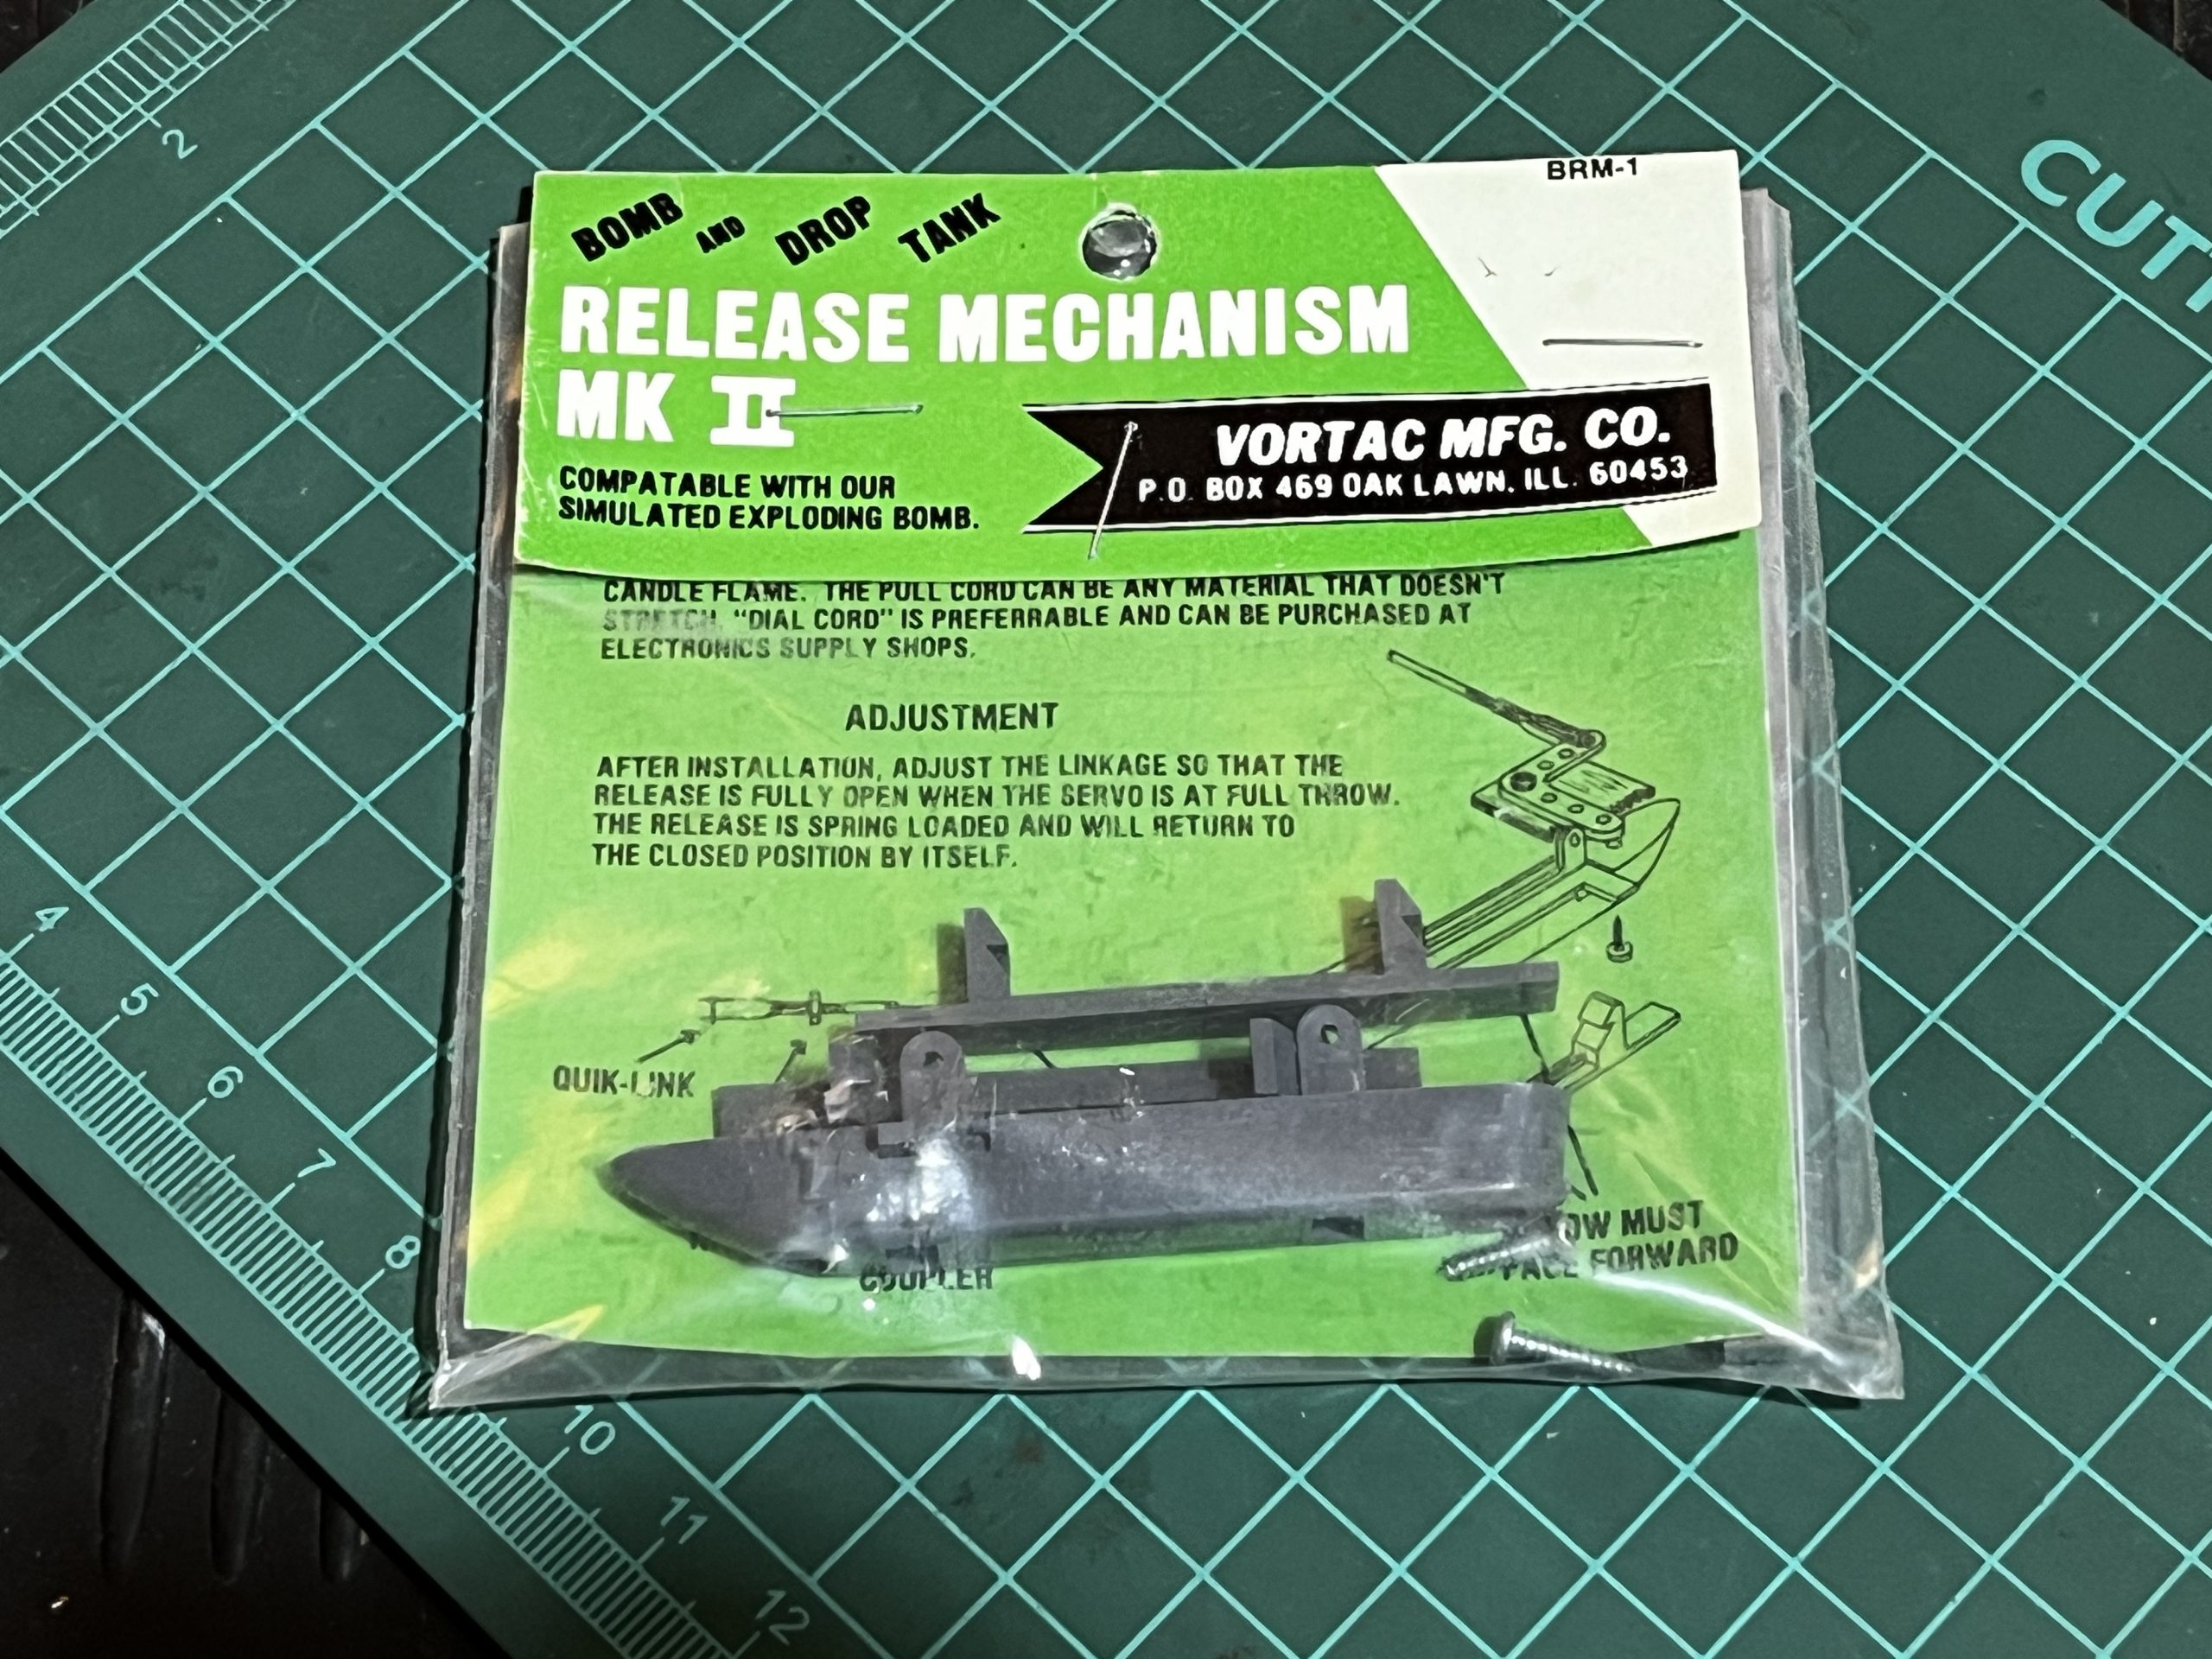 2
CUTT
BRM-1
BOMB AND DROP TANK
RELEASE MECHANISM
MK II
VORTAC MFG. CO.
P.O. BOX 469 OAK LAWN. ILL. 60453
COMPATABLE WITH OUR
SIMULATED EXPLODING BOMB.
CANDLE FLAME. THE PULL CORD CAN BE ANY MATERIAL THAT DOESN'T
STRETCH. "DIAL CORD" IS PREFERRABLE AND CAN BE PURCHASED AT
ELECTRONICS SUPPLY SHOPS.
ADJUSTMENT
AFTER INSTALLATION, ADJUST THE LINKAGE SO THAT THE
RELEASE IS FULLY OPEN WHEN THE SERVO IS AT FULL THROW.
THE RELEASE IS SPRING LOADED AND WILL RETURN TO
THE CLOSED POSITION BY ITSELF.
QUIK-LINK
COUPLER
OW MUST
FACE FORWARD
4
5
6
7
8
10
11
12